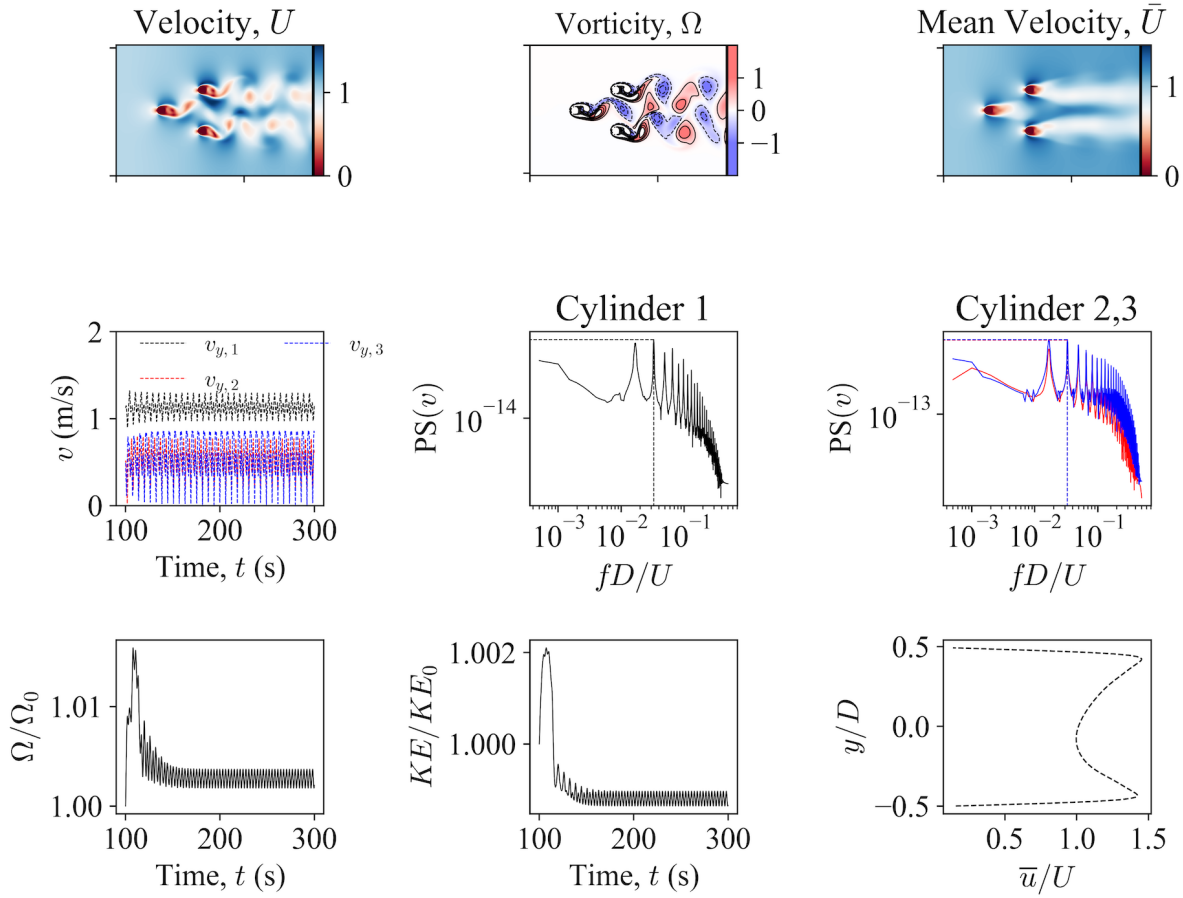 Velocity, U
1
0
Vorticity, Ω
1
0
−1
Mean Velocity, Ū
1
0
2
1
0
v (m/s)
v_{y,1}
v_{y,3}
v_{y,2}
100
200
300
Time, t (s)
Cylinder 1
PS(v)
10^{−14}
10^{−3}
10^{−2}
10^{−1}
fD/U
Cylinder 2,3
PS(v)
10^{−13}
10^{−3}
10^{−2}
10^{−1}
fD/U
Ω/Ω_0
1.01
1.00
100
200
300
Time, t (s)
KE/KE_0
1.002
1.000
100
200
300
Time, t (s)
y/D
0.5
0.0
−0.5
0.5
1.0
1.5
u̅/U